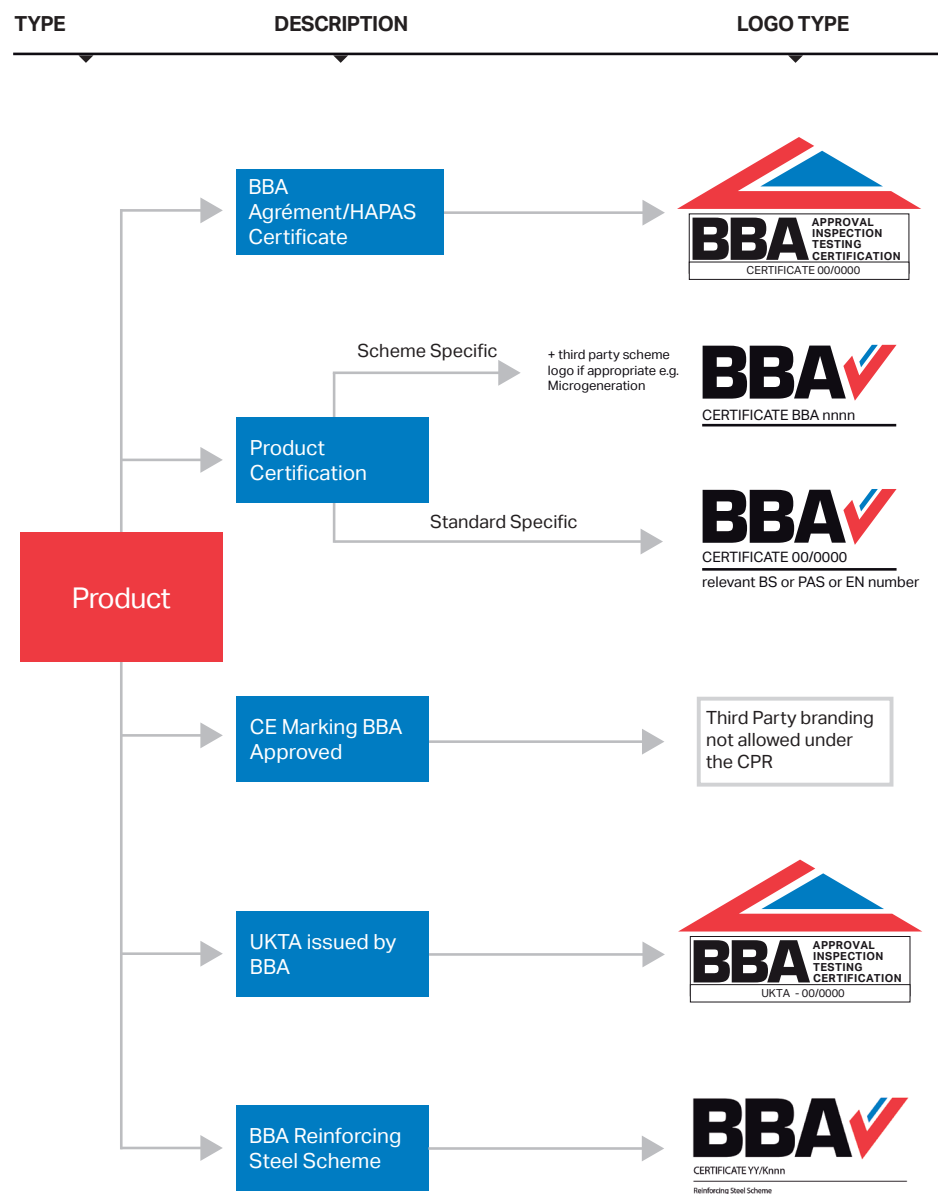 TYPE
DESCRIPTION
LOGO TYPE
BBA
Agrément/HAPAS
Certificate
BBA
APPROVAL
INSPECTION
TESTING
CERTIFICATION
CERTIFICATE 00/0000
Scheme Specific
+ third party scheme
logo if appropriate e.g.
Microgeneration
BBA
CERTIFICATE BBA nnnn
Product
Certification
Standard Specific
BBA
CERTIFICATE 00/0000
relevant BS or PAS or EN number
Product
CE Marking BBA
Approved
Third Party branding
not allowed under
the CPR
UKTA issued by
BBA
BBA
APPROVAL
INSPECTION
TESTING
CERTIFICATION
UKTA - 00/0000
BBA Reinforcing
Steel Scheme
BBA
CERTIFICATE YY/Knnn
Reinforcing Steel Scheme